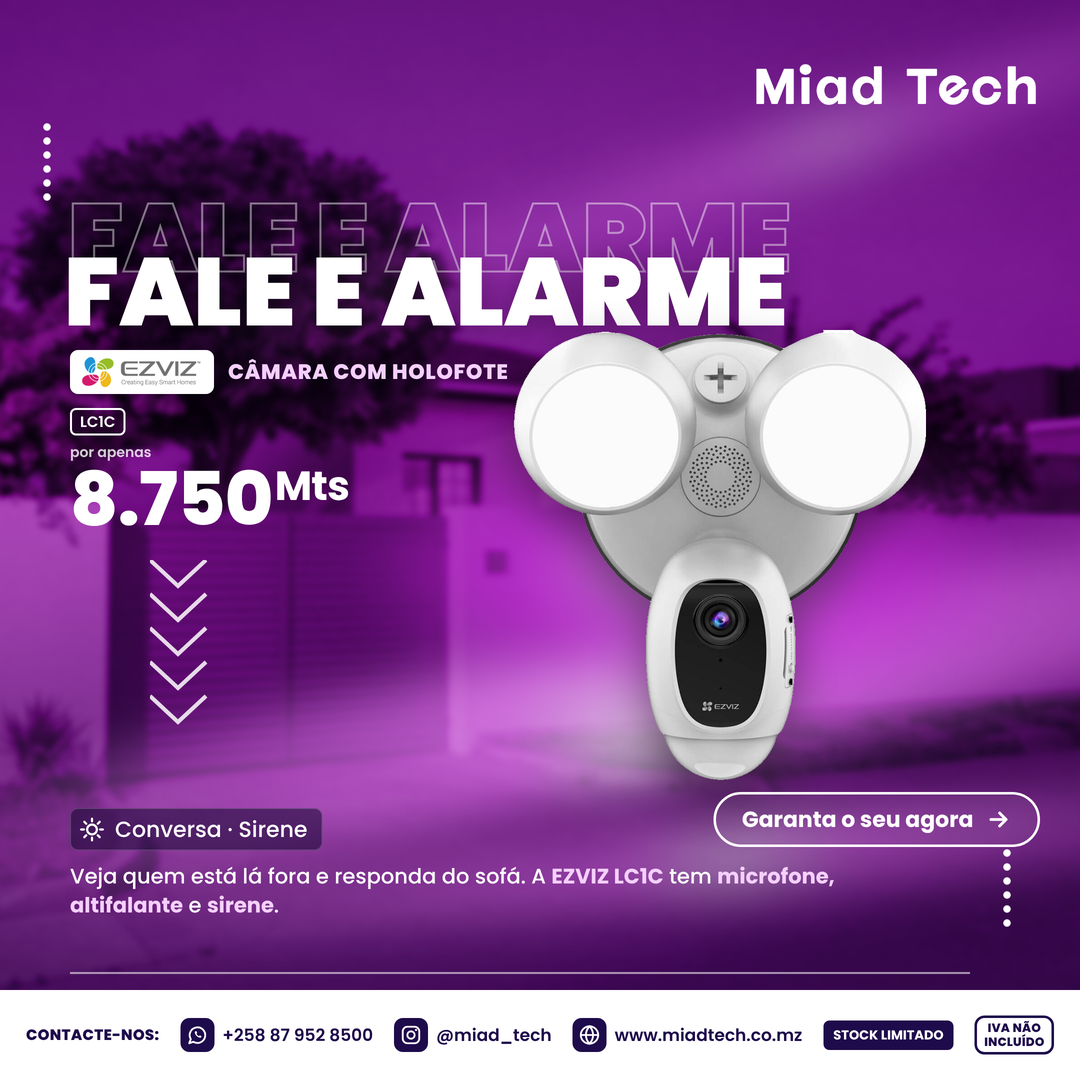 Miad Tech
FALE E ALARME
FALE E ALARME
EZVIZ
Creating Easy Smart Homes
CÂMARA COM HOLOFOTE
LC1C
por apenas
8.750 Mts
EZVIZ
Conversa · Sirene
Garanta o seu agora →
Veja quem está lá fora e responda do sofá. A EZVIZ LC1C tem microfone,
altifalante e sirene.
CONTACTE-NOS: +258 87 952 8500 @miad_tech www.miadtech.co.mz STOCK LIMITADO
IVA NÃO
INCLUÍDO